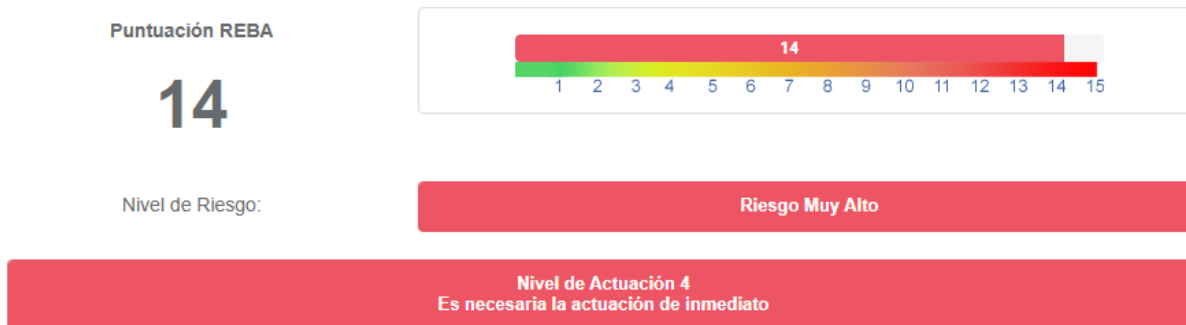 Puntuación REBA
14
14
1 2 3 4 5 6 7 8 9 10 11 12 13 14 15
Nivel de Riesgo:
Riesgo Muy Alto
Nivel de Actuación 4
Es necesaria la actuación de inmediato